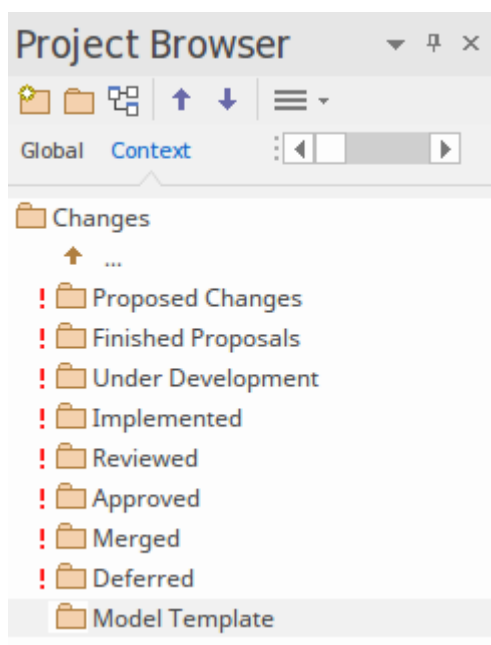 Project Browser
Global Context
Changes
...
! Proposed Changes
! Finished Proposals
! Under Development
! Implemented
! Reviewed
! Approved
! Merged
! Deferred
Model Template